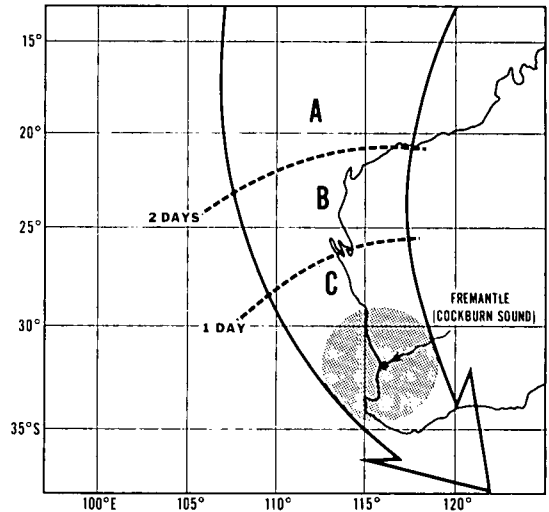 15°
A
20°
B
2 DAYS
25°
C
FREMANTLE
(COCKBURN SOUND)
30°
1 DAY
35°S
100°E
105°
110°
115°
120°